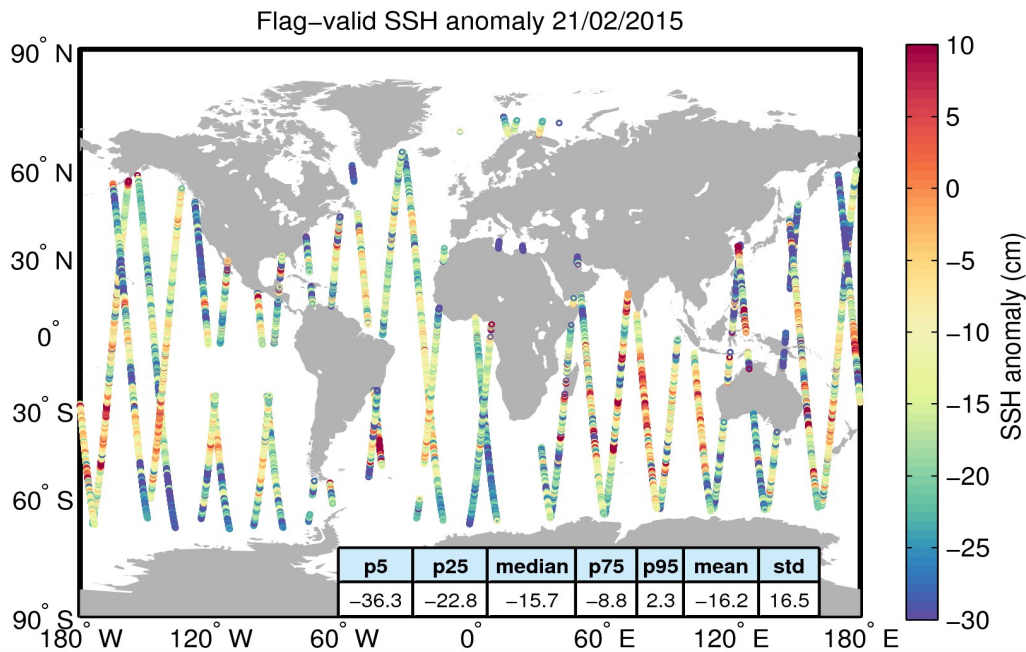 Flag−valid SSH anomaly 21/02/2015
90° N
60° N
30° N
0°
30° S
60° S
90° S
180° W 120° W 60° W 0° 60° E 120° E 180° E
p5 p25 median p75 p95 mean std
−36.3 −22.8 −15.7 −8.8 2.3 −16.2 16.5
10
5
0
−5
−10
−15
−20
−25
−30
SSH anomaly (cm)